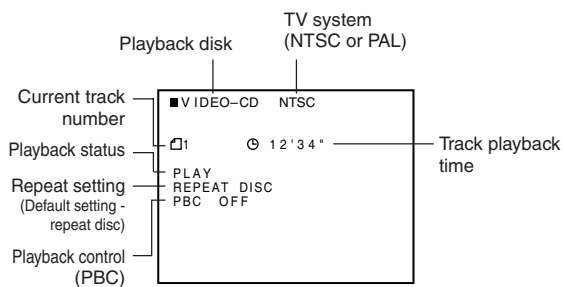 TV system
(NTSC or PAL)
Playback disk
Current track
number
Playback status
Repeat setting
(Default setting -
repeat disc)
Playback control
(PBC)
■VIDEO–CD NTSC
1 12'34"
PLAY
REPEAT DISC
PBC OFF
Track playback
time